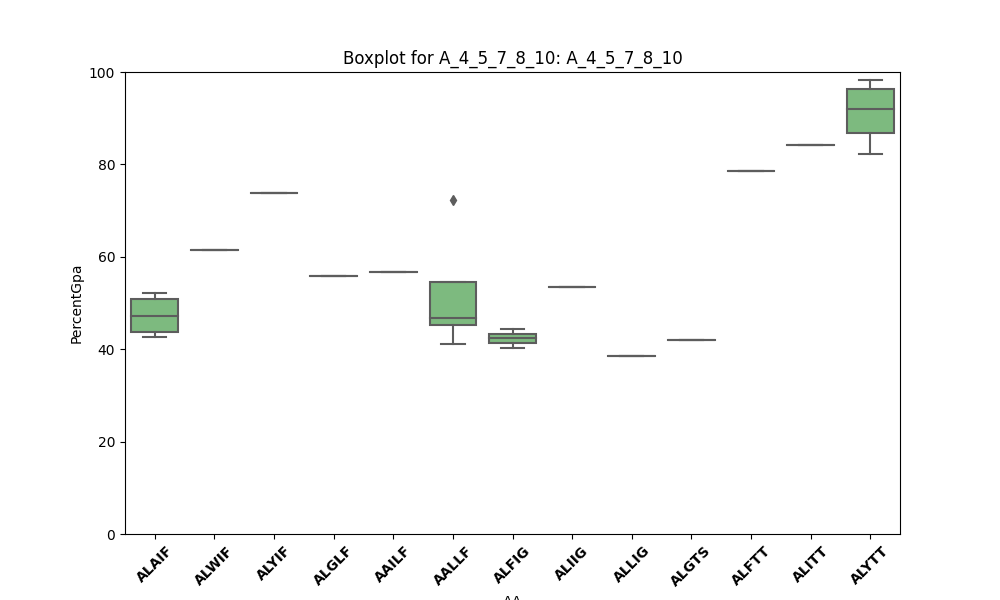 Boxplot for A_4_5_7_8_10: A_4_5_7_8_10
100
80
60
40
20
0
PercentGpa
ALAIF ALWIF ALYIF ALGLF AAILF AALLF ALFIG ALIIG ALLIG ALGTS ALFTT ALITT ALYTT
AA